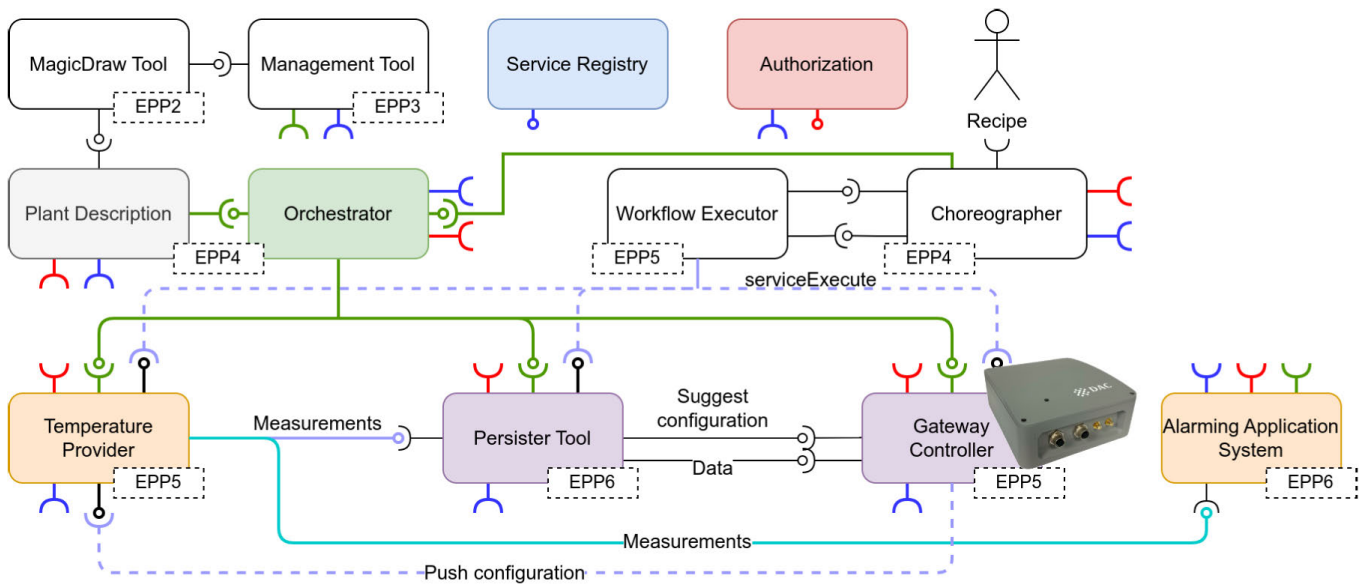 MagicDraw Tool
EPP2
Management Tool
EPP3
Service Registry
Authorization
Recipe
Plant Description
EPP4
Orchestrator
Workflow Executor
EPP5
Choreographer
EPP4
serviceExecute
Temperature
Provider
EPP5
Measurements
Persister Tool
EPP6
Suggest
configuration
Data
Gateway
Controller
EPP5
DAC
Alarming Application
System
EPP6
Measurements
Push configuration